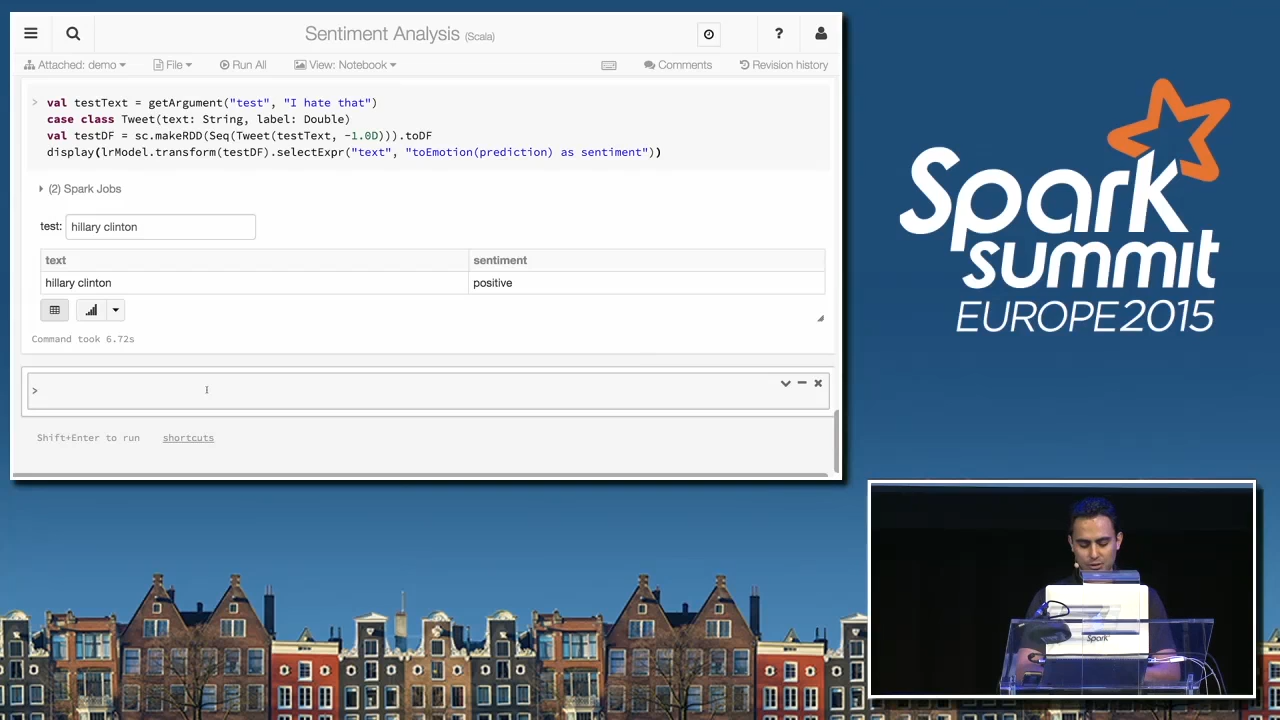 Sentiment Analysis (Scala)
?
Attached: demo
File
Run All
View: Notebook
Comments
Revision history
> val testText = getArgument("test", "I hate that")
case class Tweet(text: String, label: Double)
val testDF = sc.makeRDD(Seq(Tweet(testText, -1.0D))).toDF
display(lrModel.transform(testDF).selectExpr("text", "toEmotion(prediction) as sentiment"))
(2) Spark Jobs
test: hillary clinton
text sentiment
hillary clinton positive
Command took 6.72s
>
Shift+Enter to run shortcuts
Spark
summit
EUROPE 2015
Spark